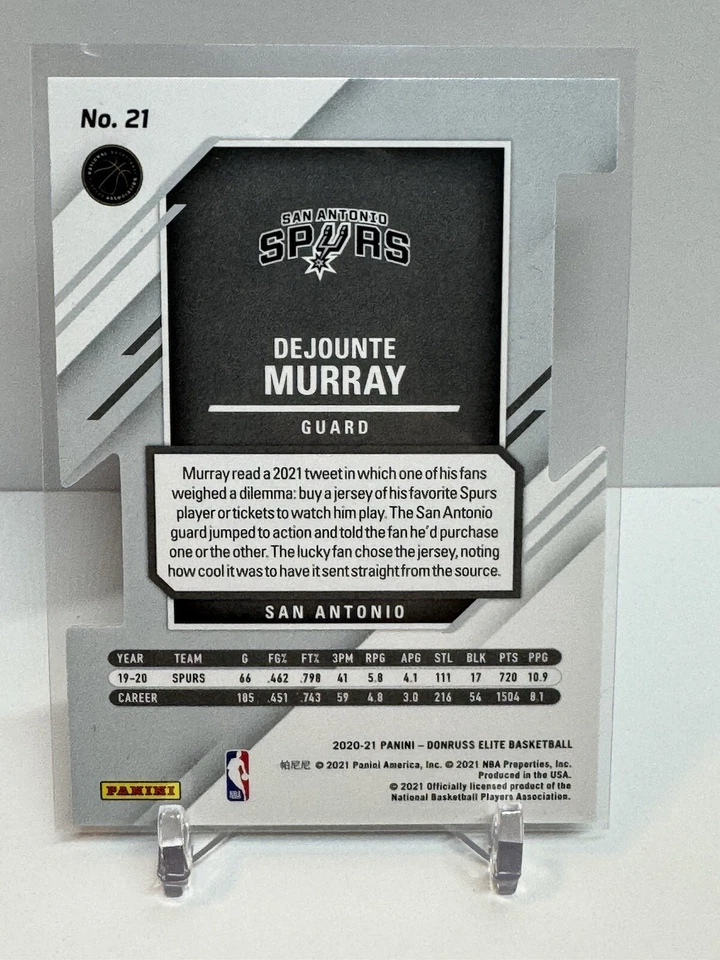 No. 21
SAN ANTONIO
SPURS
DEJOUNTE
MURRAY
GUARD
Murray read a 2021 tweet in which one of his fans
weighed a dilemma: buy a jersey of his favorite Spurs
player or tickets to watch him play. The San Antonio
guard jumped to action and told the fan he'd purchase
one or the other. The lucky fan chose the jersey, noting
how cool it was to have it sent straight from the source.
SAN ANTONIO
YEAR TEAM G FG% FT% 3PM RPG APG STL BLK PTS PPG
19-20 SPURS 66 .462 .798 41 5.8 4.1 111 17 720 10.9
CAREER 185 .451 .743 59 4.8 3.0 216 54 1504 8.1
2020-21 PANINI – DONRUSS ELITE BASKETBALL
帕尼尼 © 2021 Panini America, Inc. © 2021 NBA Properties, Inc.
Produced in the USA.
© 2021 Officially licensed product of the
National Basketball Players Association.
PANINI
NBA